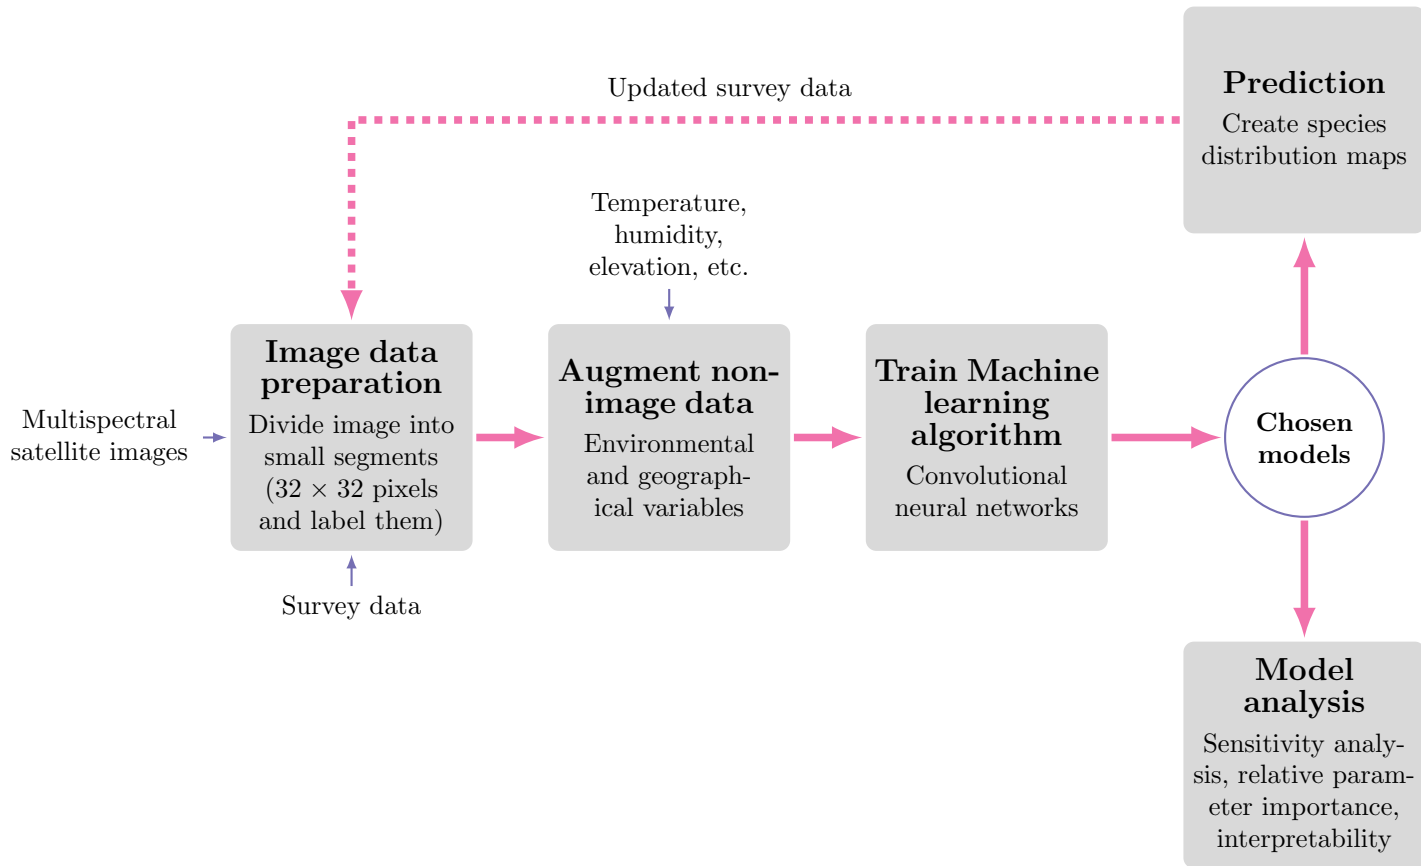 Prediction
Create species
distribution maps
Updated survey data
Temperature,
humidity,
elevation, etc.
Multispectral
satellite images
Image data
preparation
Divide image into
small segments
(32 × 32 pixels
and label them)
Survey data
Augment non-
image data
Environmental
and geograph-
ical variables
Train Machine
learning
algorithm
Convolutional
neural networks
Chosen
models
Model
analysis
Sensitivity analy-
sis, relative param-
eter importance,
interpretability